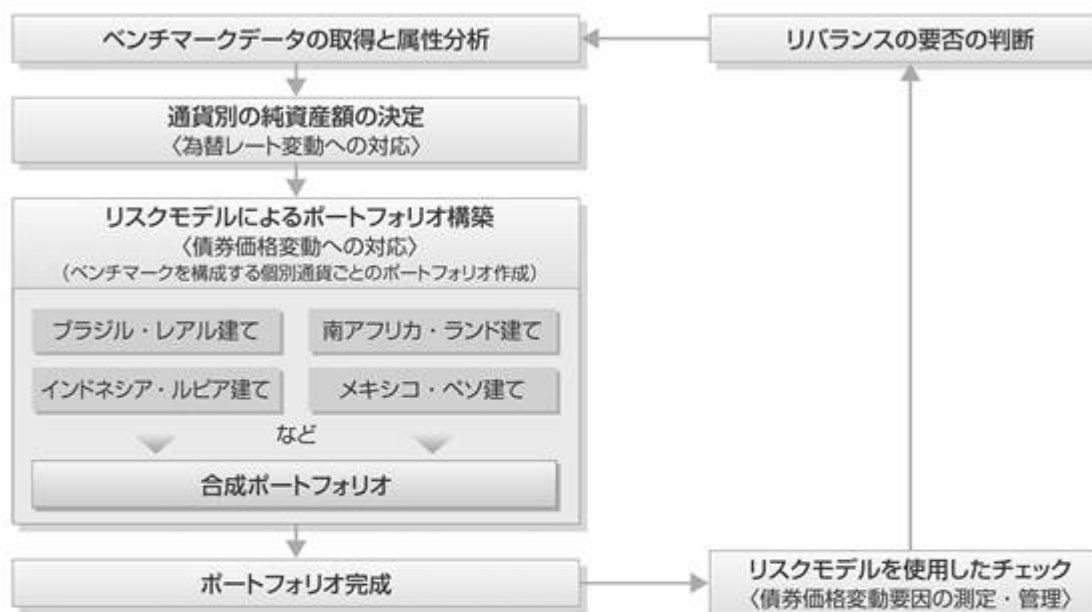 ベンチマークデータの取得と属性分析
リバランスの要否の判断
通貨別の純資産額の決定
〈為替レート変動への対応〉
リスクモデルによるポートフォリオ構築
〈債券価格変動への対応〉
(ベンチマークを構成する個別通貨ごとのポートフォリオ作成)
ブラジル・レアル建て
南アフリカ・ランド建て
インドネシア・ルピア建て
メキシコ・ペソ建て
など
合成ポートフォリオ
ポートフォリオ完成
リスクモデルを使用したチェック
〈債券価格変動要因の測定・管理〉